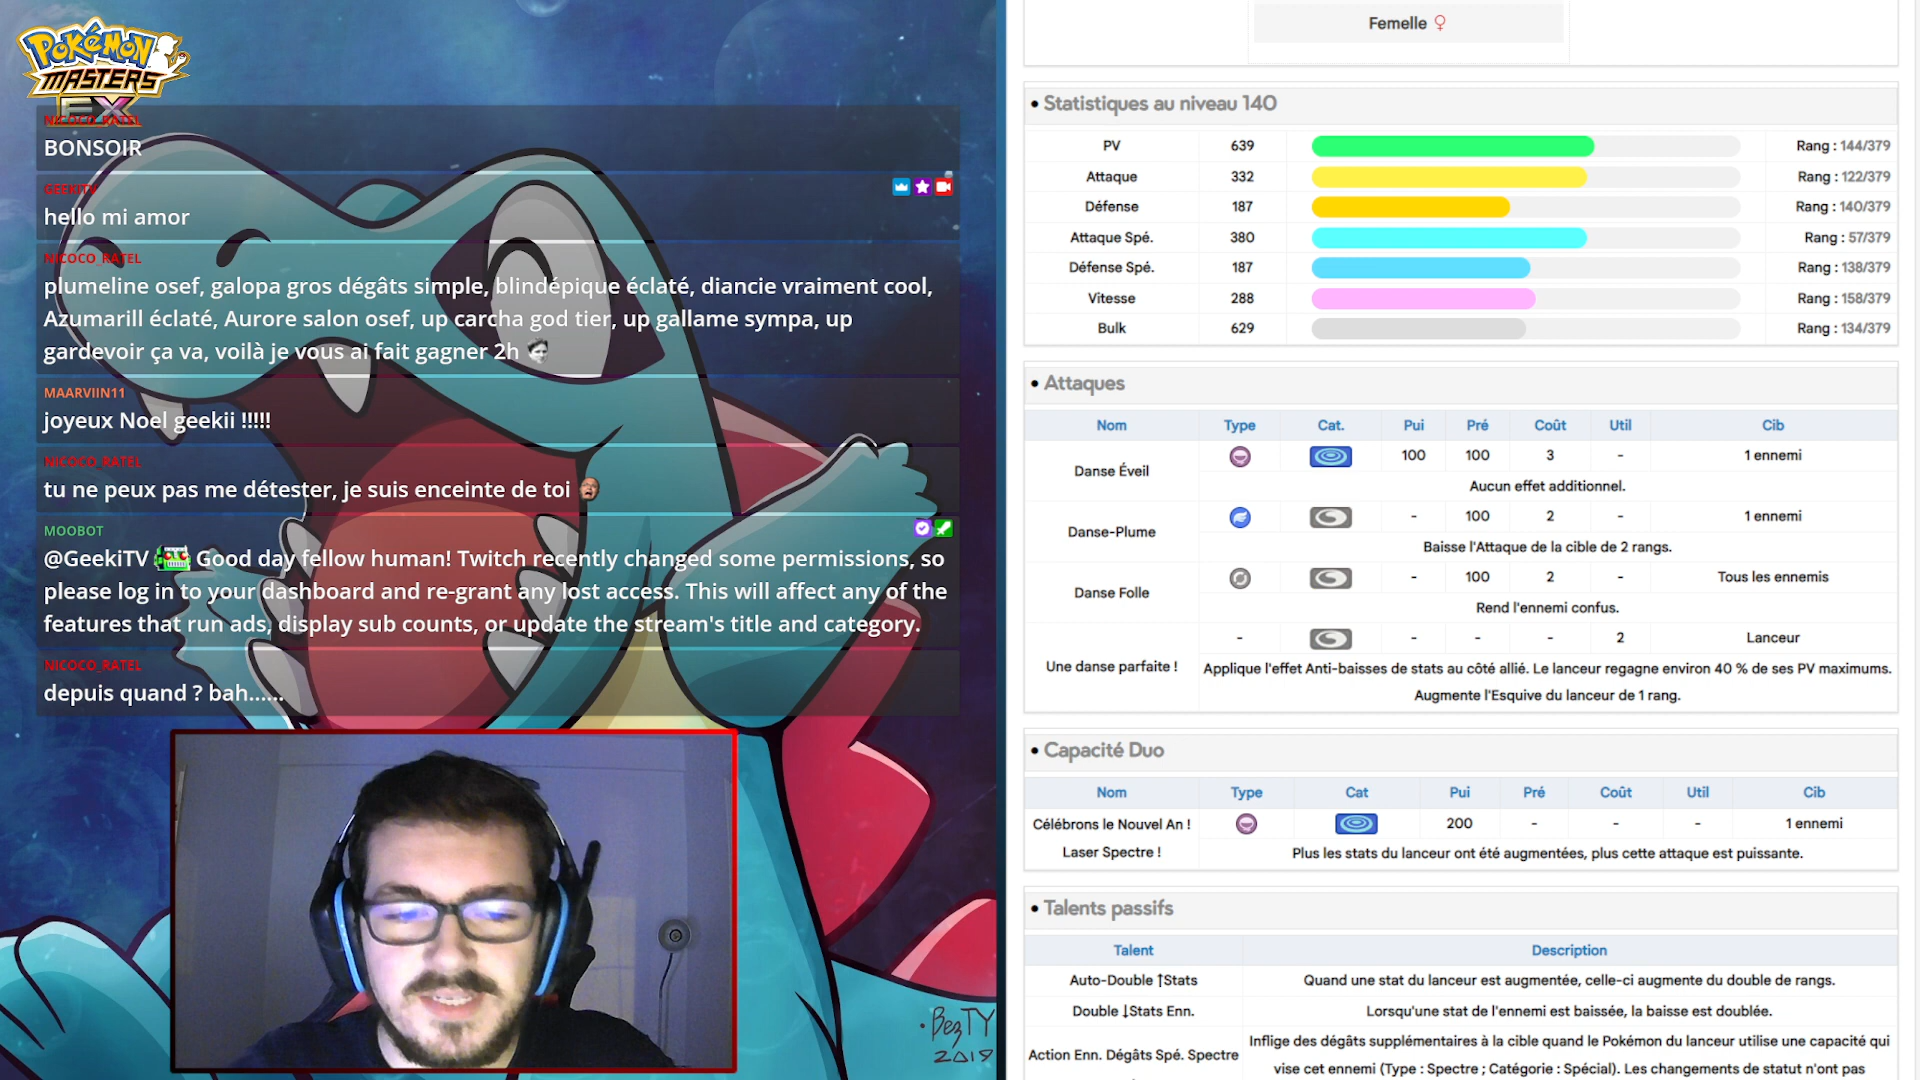 POKÉMON
MASTERS
EX
NICOCO_RATEL
BONSOIR
GEEKITV
hello mi amor
NICOCO_RATEL
plumeline osef, galopa gros dégâts simple, blindépique éclaté, diancie vraiment cool,
Azumarill éclaté, Aurore salon osef, up carcha god tier, up gallame sympa, up
gardevoir ça va, voilà je vous ai fait gagner 2h
MAARVIIN11
joyeux Noel geekii !!!!!
NICOCO_RATEL
tu ne peux pas me détester, je suis enceinte de toi
MOOBOT
@GeekiTV Good day fellow human! Twitch recently changed some permissions, so
please log in to your dashboard and re-grant any lost access. This will affect any of the
features that run ads, display sub counts, or update the stream's title and category.
NICOCO_RATEL
depuis quand ? bah......
BezTY
2019
Femelle ♀
• Statistiques au niveau 140
PV 639 Rang : 144/379
Attaque 332 Rang : 122/379
Défense 187 Rang : 140/379
Attaque Spé. 380 Rang : 57/379
Défense Spé. 187 Rang : 138/379
Vitesse 288 Rang : 158/379
Bulk 629 Rang : 134/379
• Attaques
Nom Type Cat. Pui Pré Coût Util Cib
Danse Éveil 100 100 3 - 1 ennemi
Aucun effet additionnel.
Danse-Plume - 100 2 - 1 ennemi
Baisse l'Attaque de la cible de 2 rangs.
Danse Folle - 100 2 - Tous les ennemis
Rend l'ennemi confus.
Une danse parfaite ! - - - - 2 Lanceur
Applique l'effet Anti-baisses de stats au côté allié. Le lanceur regagne environ 40 % de ses PV maximums.
Augmente l'Esquive du lanceur de 1 rang.
• Capacité Duo
Nom Type Cat Pui Pré Coût Util Cib
Célébrons le Nouvel An ! 200 - - - 1 ennemi
Laser Spectre ! Plus les stats du lanceur ont été augmentées, plus cette attaque est puissante.
• Talents passifs
Talent Description
Auto-Double ↑Stats Quand une stat du lanceur est augmentée, celle-ci augmente du double de rangs.
Double ↓Stats Enn. Lorsqu'une stat de l'ennemi est baissée, la baisse est doublée.
Action Enn. Dégâts Spé. Spectre Inflige des dégâts supplémentaires à la cible quand le Pokémon du lanceur utilise une capacité qui
vise cet ennemi (Type : Spectre ; Catégorie : Spécial). Les changements de statut n'ont pas